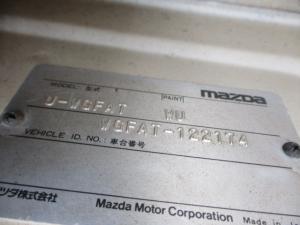 MODEL 型式 T PAINT mazda
U-WGFAT MU
WGFAT-122114
VEHICLE ID. NO.: 車台番号
ツダ株式会社
Mazda Motor Corporation Made in